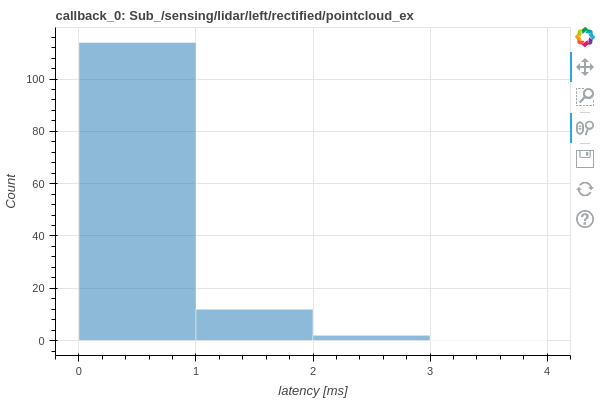 callback_0: Sub_/sensing/lidar/left/rectified/pointcloud_ex
100
80
60
40
20
0
Count
0 1 2 3 4
latency [ms]